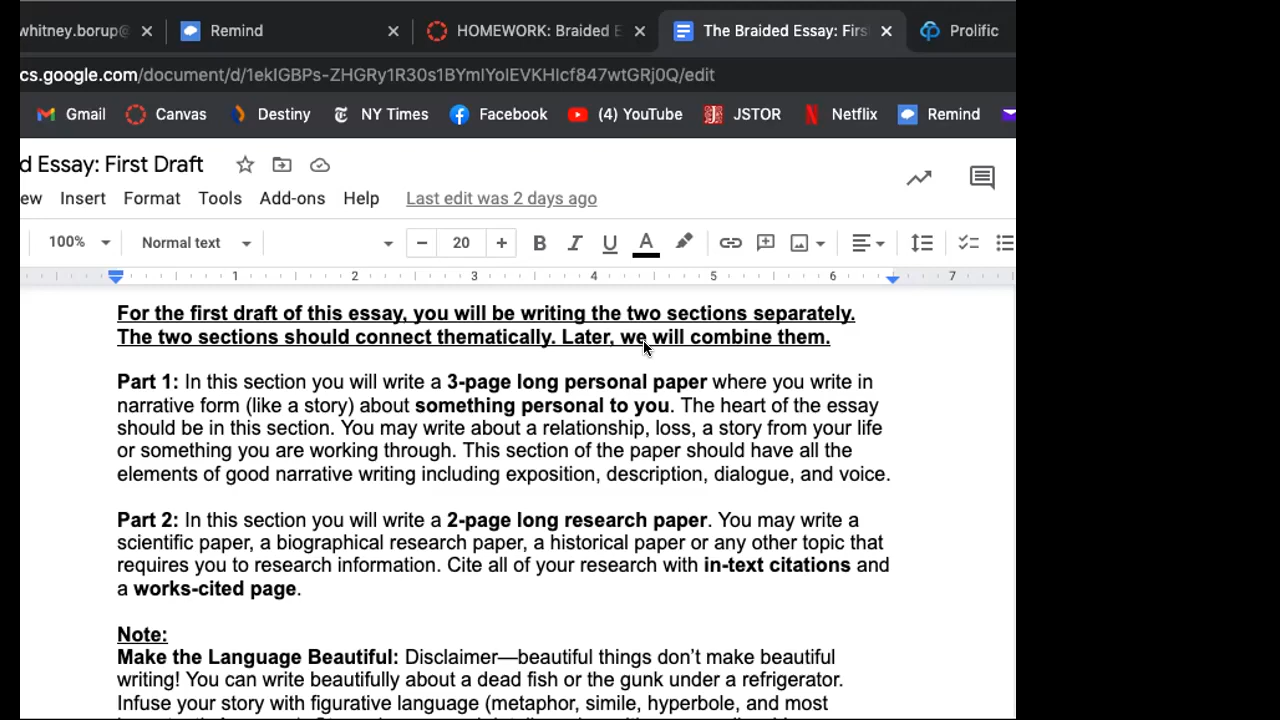 whitney.borup@ Remind HOMEWORK: Braided E The Braided Essay: Firs Prolific
cs.google.com/document/d/1ekIGBPs-ZHGRy1R30s1BYmIYoIEVKHIcf847wtGRj0Q/edit
Gmail Canvas Destiny NY Times Facebook (4) YouTube JSTOR Netflix Remind
d Essay: First Draft
ew Insert Format Tools Add-ons Help Last edit was 2 days ago
100% Normal text 20
1 2 3 4 5 6 7
For the first draft of this essay, you will be writing the two sections separately.
The two sections should connect thematically. Later, we will combine them.
Part 1: In this section you will write a 3-page long personal paper where you write in
narrative form (like a story) about something personal to you. The heart of the essay
should be in this section. You may write about a relationship, loss, a story from your life
or something you are working through. This section of the paper should have all the
elements of good narrative writing including exposition, description, dialogue, and voice.
Part 2: In this section you will write a 2-page long research paper. You may write a
scientific paper, a biographical research paper, a historical paper or any other topic that
requires you to research information. Cite all of your research with in-text citations and
a works-cited page.
Note:
Make the Language Beautiful: Disclaimer—beautiful things don’t make beautiful
writing! You can write beautifully about a dead fish or the gunk under a refrigerator.
Infuse your story with figurative language (metaphor, simile, hyperbole, and most